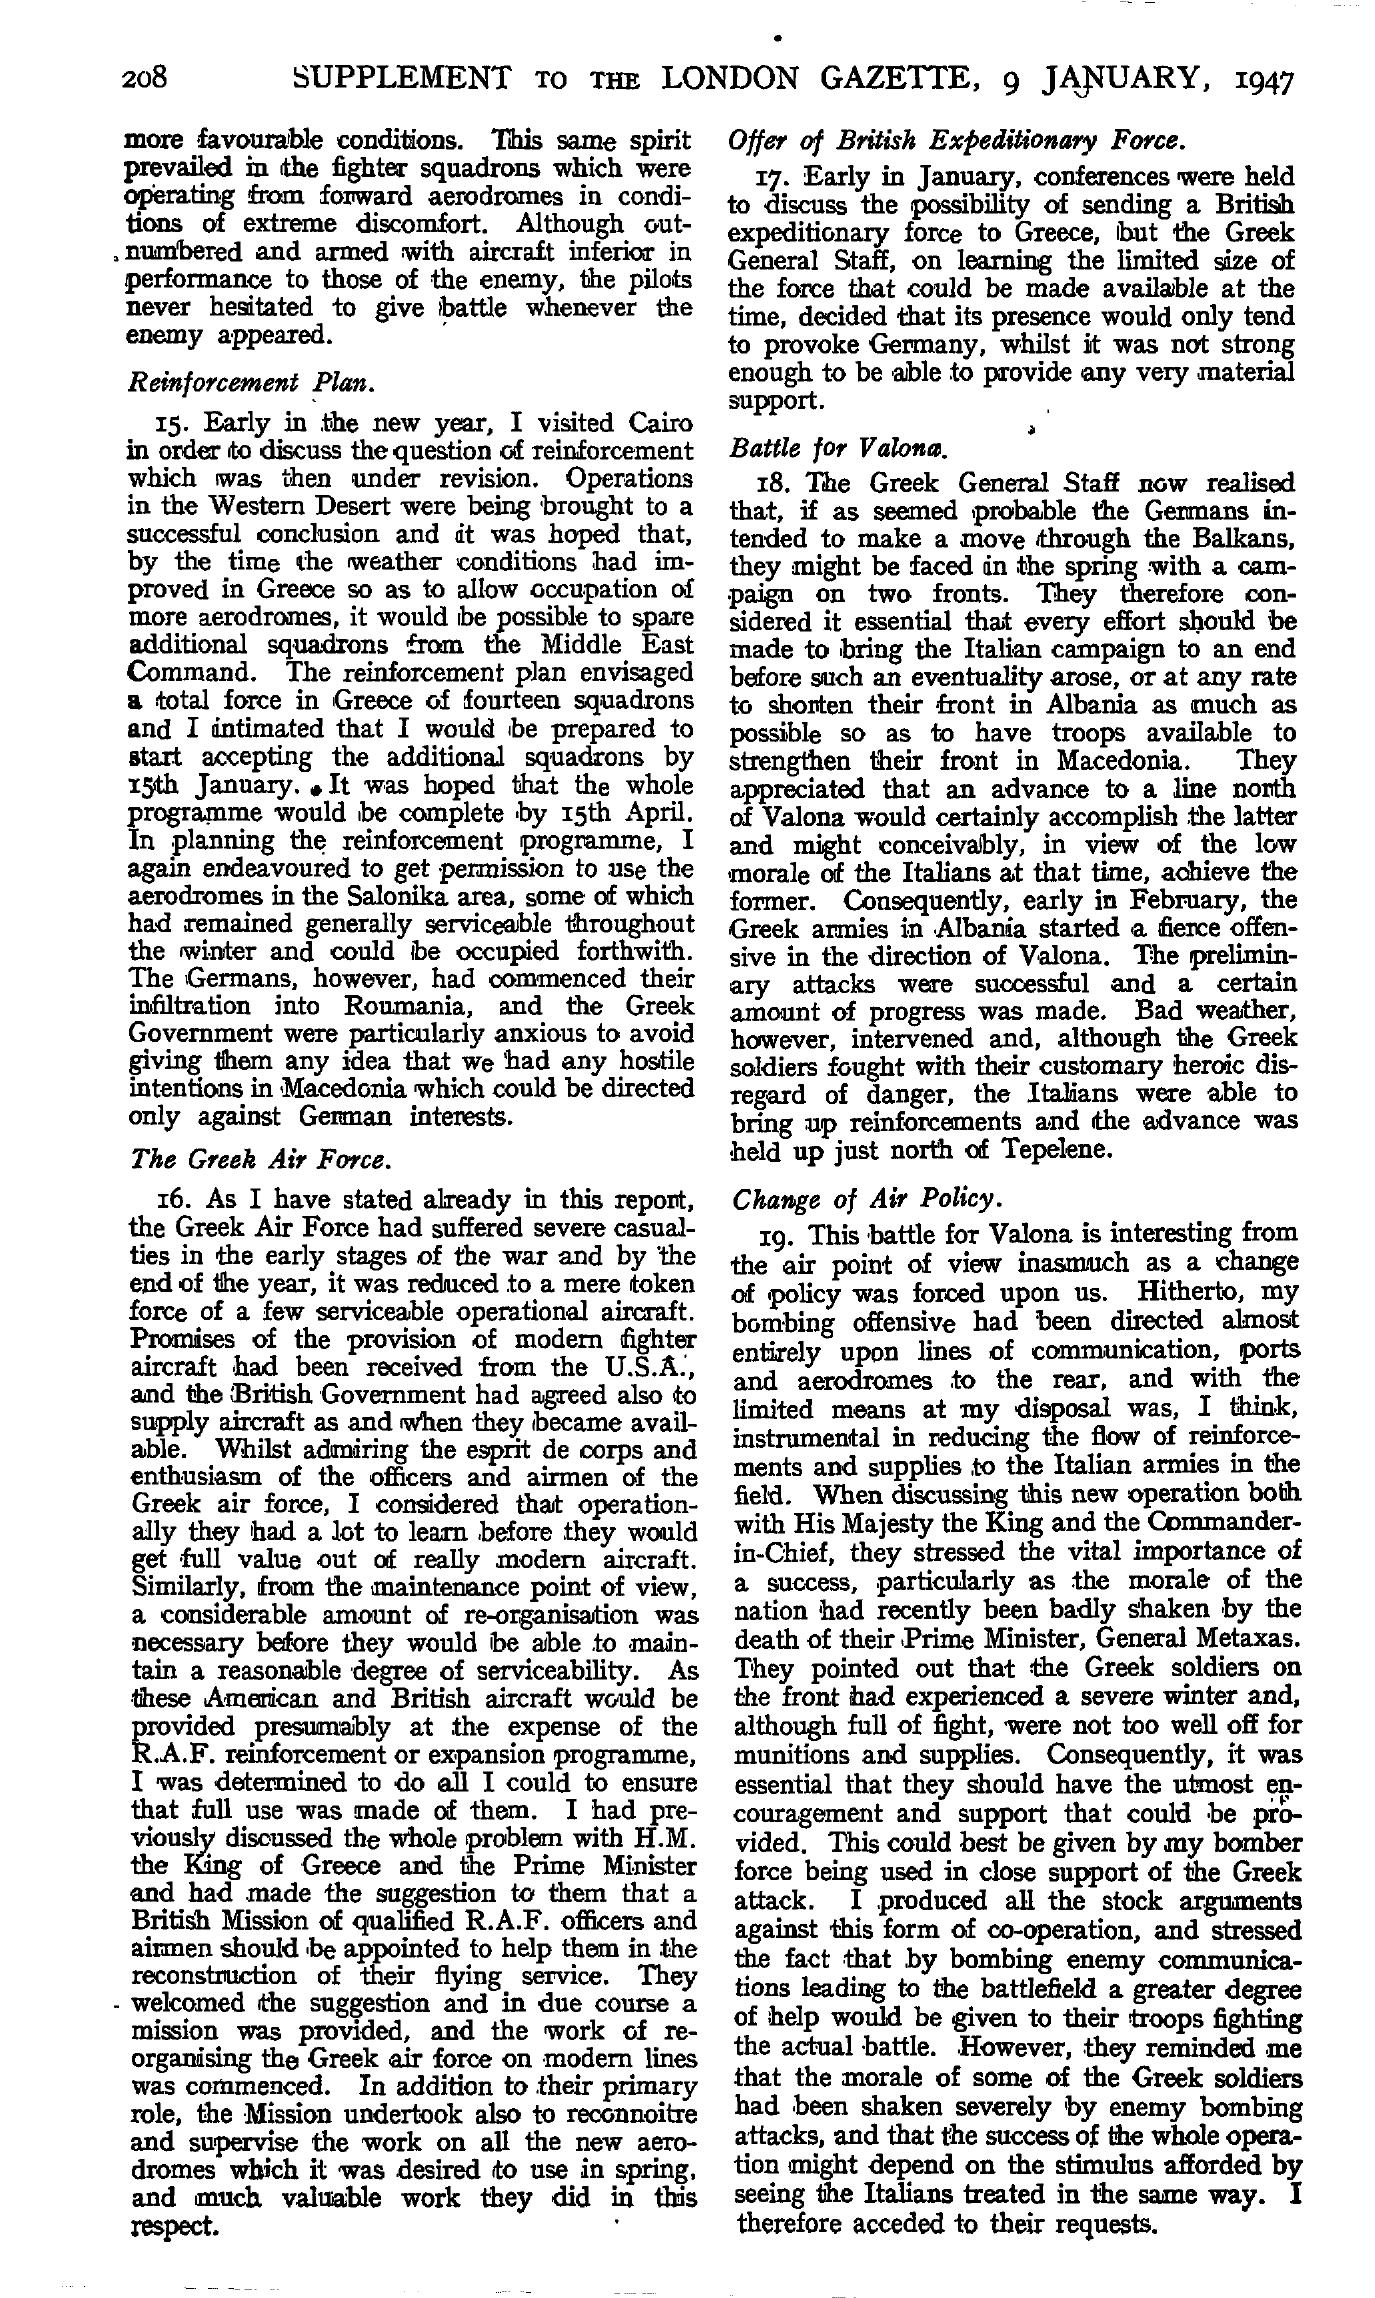 208 SUPPLEMENT TO THE LONDON GAZETTE, 9 JANUARY, 1947
more favourable conditions. This same spirit
prevailed in the fighter squadrons which were
operating from forward aerodromes in condi-
tions of extreme discomfort. Although out-
numbered and armed with aircraft inferior in
performance to those of the enemy, the pilots
never hesitated to give battle whenever the
enemy appeared.
Reinforcement Plan.
15. Early in the new year, I visited Cairo
in order to discuss the question of reinforcement
which was then under revision. Operations
in the Western Desert were being brought to a
successful conclusion and it was hoped that,
by the time the weather conditions had im-
proved in Greece so as to allow occupation of
more aerodromes, it would be possible to spare
additional squadrons from the Middle East
Command. The reinforcement plan envisaged
a total force in Greece of fourteen squadrons
and I intimated that I would be prepared to
start accepting the additional squadrons by
15th January. It was hoped that the whole
programme would be complete by 15th April.
In planning the reinforcement programme, I
again endeavoured to get permission to use the
aerodromes in the Salonika area, some of which
had remained generally serviceable throughout
the winter and could be occupied forthwith.
The Germans, however, had commenced their
infiltration into Roumania, and the Greek
Government were particularly anxious to avoid
giving them any idea that we had any hostile
intentions in Macedonia which could be directed
only against German interests.
The Greek Air Force.
16. As I have stated already in this report,
the Greek Air Force had suffered severe casual-
ties in the early stages of the war and by the
end of the year, it was reduced to a mere token
force of a few serviceable operational aircraft.
Promises of the provision of modern fighter
aircraft had been received from the U.S.A.,
and the British Government had agreed also to
supply aircraft as and when they became avail-
able. Whilst admiring the esprit de corps and
enthusiasm of the officers and airmen of the
Greek air force, I considered that operation-
ally they had a lot to learn before they would
get full value out of really modern aircraft.
Similarly, from the maintenance point of view,
a considerable amount of re-organisation was
necessary before they would be able to main-
tain a reasonable degree of serviceability. As
these American and British aircraft would be
provided presumably at the expense of the
R.A.F. reinforcement or expansion programme,
I was determined to do all I could to ensure
that full use was made of them. I had pre-
viously discussed the whole problem with H.M.
the King of Greece and the Prime Minister
and had made the suggestion to them that a
British Mission of qualified R.A.F. officers and
airmen should be appointed to help them in the
reconstruction of their flying service. They
welcomed the suggestion and in due course a
mission was provided, and the work of re-
organising the Greek air force on modern lines
was commenced. In addition to their primary
role, the Mission undertook also to reconnoitre
and supervise the work on all the new aero-
dromes which it was desired to use in spring,
and much valuable work they did in this
respect.
Offer of British Expeditionary Force.
17. Early in January, conferences were held
to discuss the possibility of sending a British
expeditionary force to Greece, but the Greek
General Staff, on learning the limited size of
the force that could be made available at the
time, decided that its presence would only tend
to provoke Germany, whilst it was not strong
enough to be able to provide any very material
support.
Battle for Valona.
18. The Greek General Staff now realised
that, if as seemed probable the Germans in-
tended to make a move through the Balkans,
they might be faced in the spring with a cam-
paign on two fronts. They therefore con-
sidered it essential that every effort should be
made to bring the Italian campaign to an end
before such an eventuality arose, or at any rate
to shorten their front in Albania as much as
possible so as to have troops available to
strengthen their front in Macedonia. They
appreciated that an advance to a line north
of Valona would certainly accomplish the latter
and might conceivably, in view of the low
morale of the Italians at that time, achieve the
former. Consequently, early in February, the
Greek armies in Albania started a fierce offen-
sive in the direction of Valona. The prelimin-
ary attacks were successful and a certain
amount of progress was made. Bad weather,
however, intervened and, although the Greek
soldiers fought with their customary heroic dis-
regard of danger, the Italians were able to
bring up reinforcements and the advance was
held up just north of Tepelene.
Change of Air Policy.
19. This battle for Valona is interesting from
the air point of view inasmuch as a change
of policy was forced upon us. Hitherto, my
bombing offensive had been directed almost
entirely upon lines of communication, ports
and aerodromes to the rear, and with the
limited means at my disposal was, I think,
instrumental in reducing the flow of reinforce-
ments and supplies to the Italian armies in the
field. When discussing this new operation both
with His Majesty the King and the Commander-
in-Chief, they stressed the vital importance of
a success, particularly as the morale of the
nation had recently been badly shaken by the
death of their Prime Minister, General Metaxas.
They pointed out that the Greek soldiers on
the front had experienced a severe winter and,
although full of fight, were not too well off for
munitions and supplies. Consequently, it was
essential that they should have the utmost en-
couragement and support that could be pro-
vided. This could best be given by my bomber
force being used in close support of the Greek
attack. I produced all the stock arguments
against this form of co-operation, and stressed
the fact that by bombing enemy communica-
tions leading to the battlefield a greater degree
of help would be given to their troops fighting
the actual battle. However, they reminded me
that the morale of some of the Greek soldiers
had been shaken severely by enemy bombing
attacks, and that the success of the whole opera-
tion might depend on the stimulus afforded by
seeing the Italians treated in the same way. I
therefore acceded to their requests.